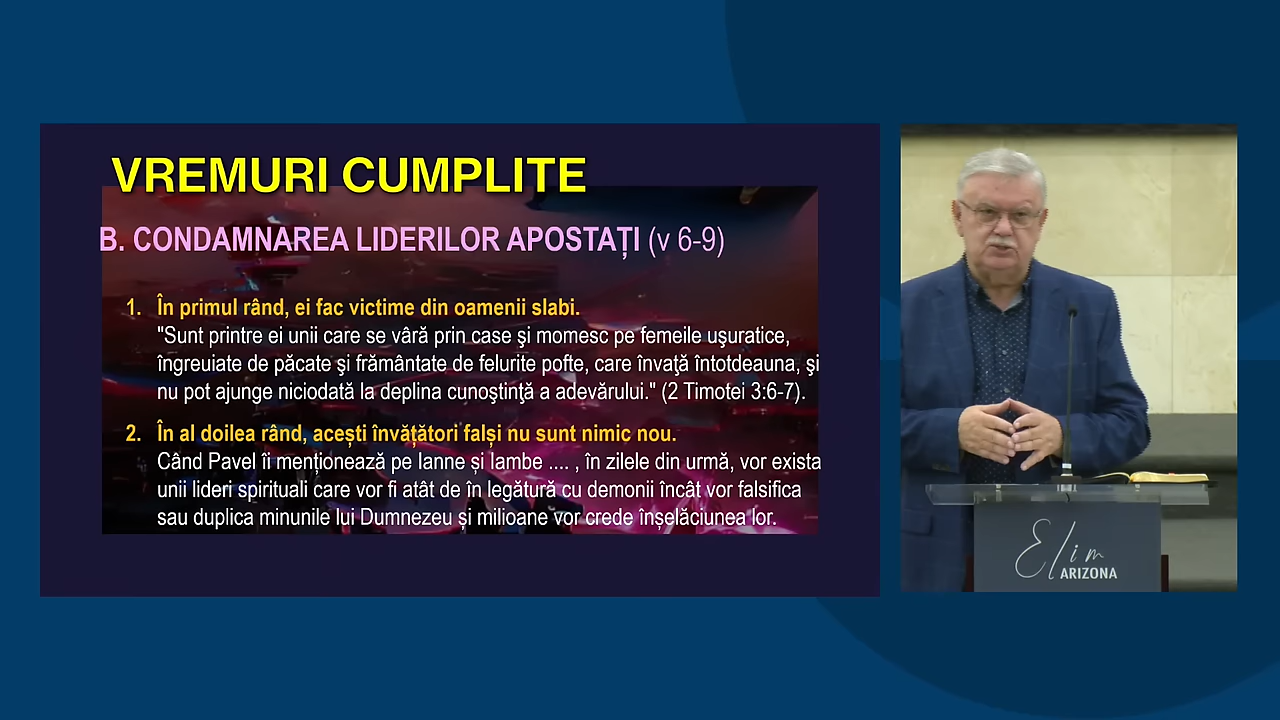 VREMURI CUMPLITE
B. CONDAMNAREA LIDERILOR APOSTAȚI (v 6-9)
1. În primul rând, ei fac victime din oamenii slabi.
"Sunt printre ei unii care se vâră prin case şi momesc pe femeile uşuratice,
îngreuiate de păcate şi frământate de felurite pofte, care învaţă întotdeauna, şi
nu pot ajunge niciodată la deplina cunoştinţă a adevărului." (2 Timotei 3:6-7).
2. În al doilea rând, acești învățători falși nu sunt nimic nou.
Când Pavel îi menționează pe Ianne și Iambe .... , în zilele din urmă, vor exista
unii lideri spirituali care vor fi atât de în legătură cu demonii încât vor falsifica
sau duplica minunile lui Dumnezeu și milioane vor crede înșelăciunea lor.
Elim
ARIZONA